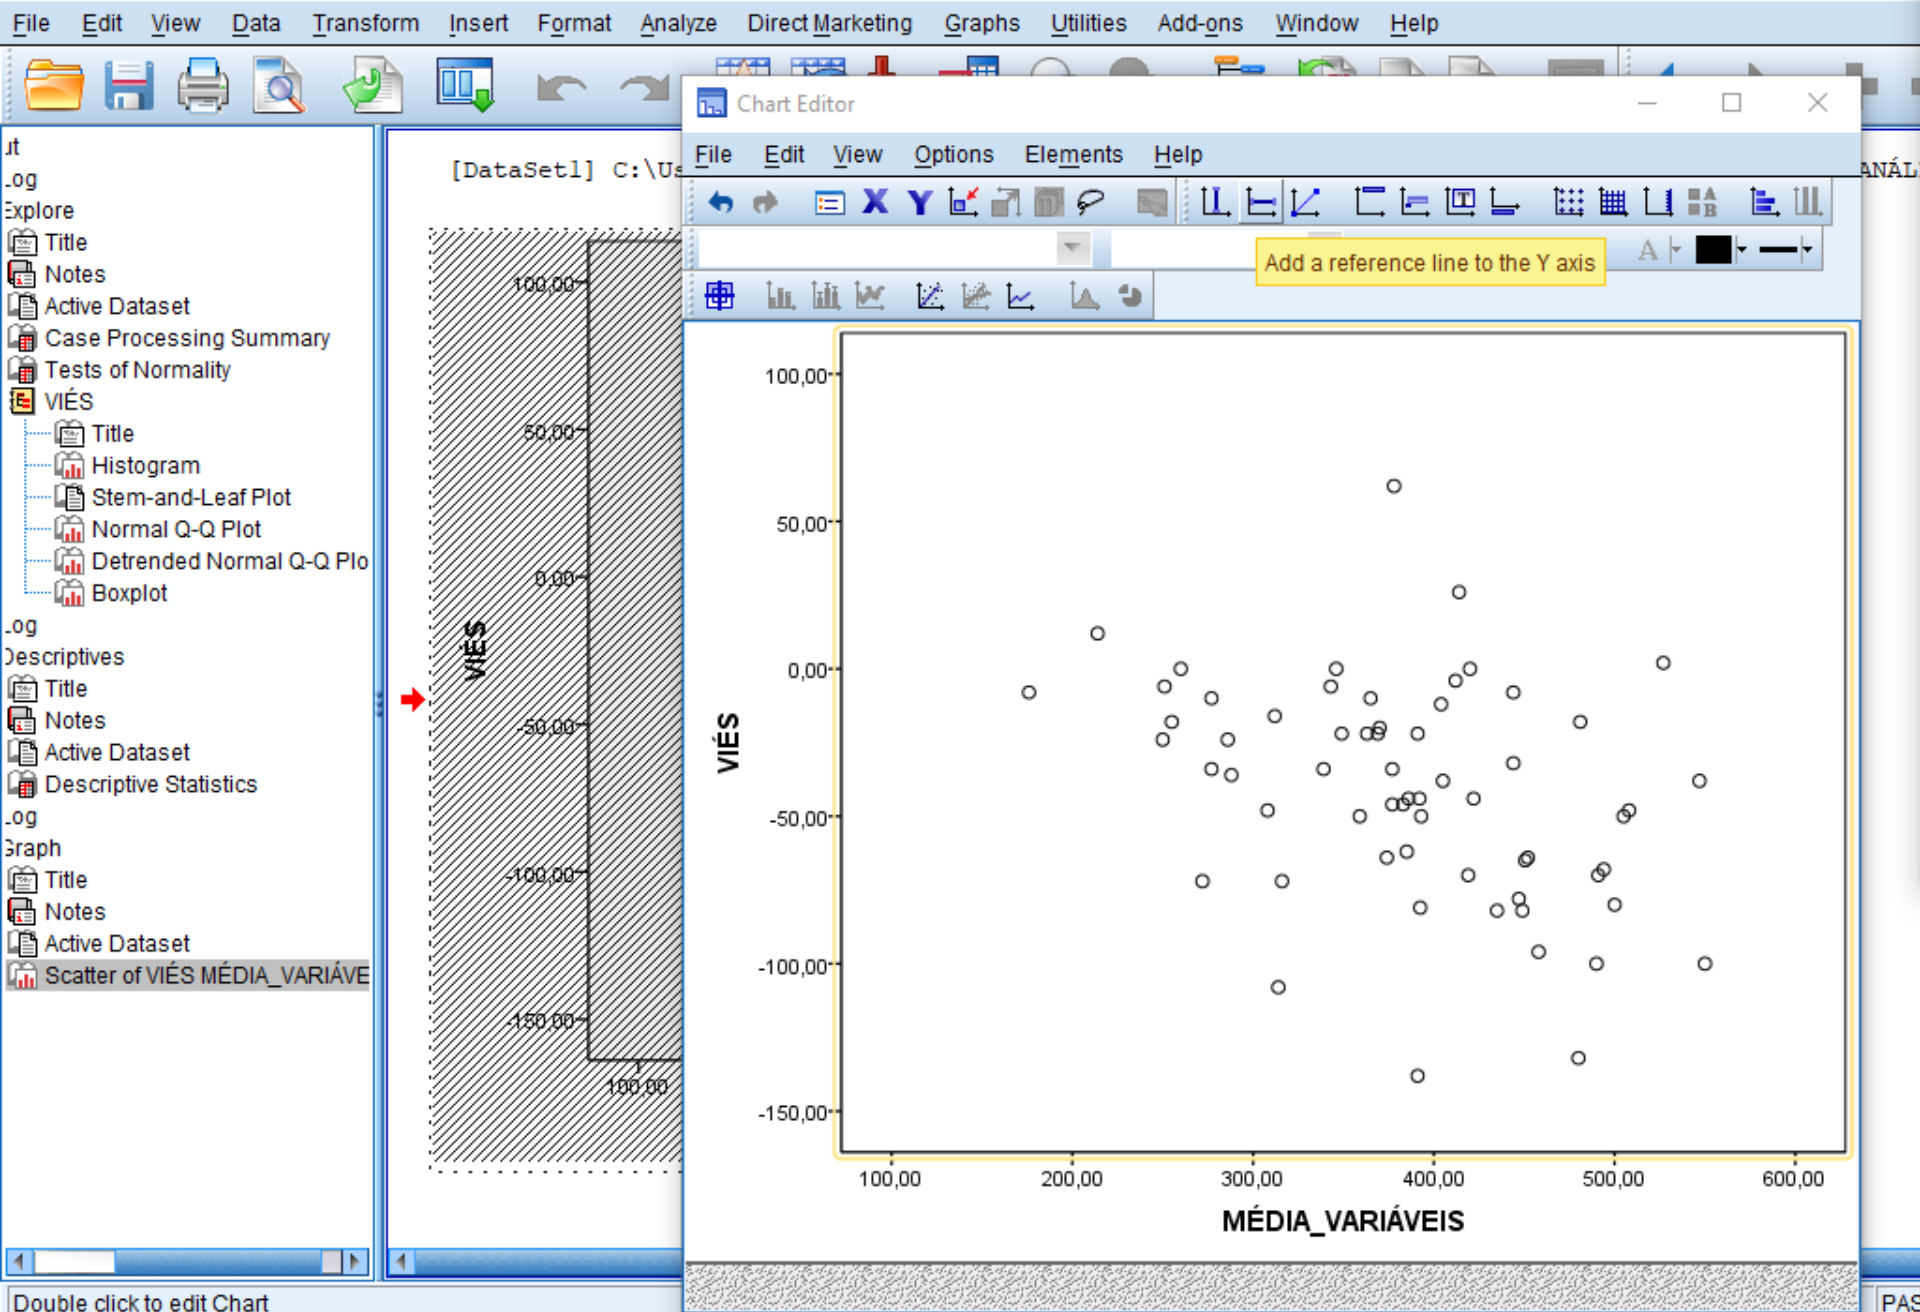 File Edit View Data Transform Insert Format Analyze Direct Marketing Graphs Utilities Add-ons Window Help
Chart Editor
File Edit View Options Elements Help
X Y
Add a reference line to the Y axis
ut
Log
Explore
Title
Notes
Active Dataset
Case Processing Summary
Tests of Normality
VIÉS
Title
Histogram
Stem-and-Leaf Plot
Normal Q-Q Plot
Detrended Normal Q-Q Plo
Boxplot
Log
Descriptives
Title
Notes
Active Dataset
Descriptive Statistics
Log
Graph
Title
Notes
Active Dataset
Scatter of VIÉS MÉDIA_VARIÁVE
[DataSet1] C:\Us
ANÁL
100,00
50,00
0,00
-50,00
-100,00
-150,00
VIÉS
100,00
100,00
50,00
0,00
-50,00
-100,00
-150,00
VIÉS
100,00 200,00 300,00 400,00 500,00 600,00
MÉDIA_VARIÁVEIS
Double click to edit Chart
PAS